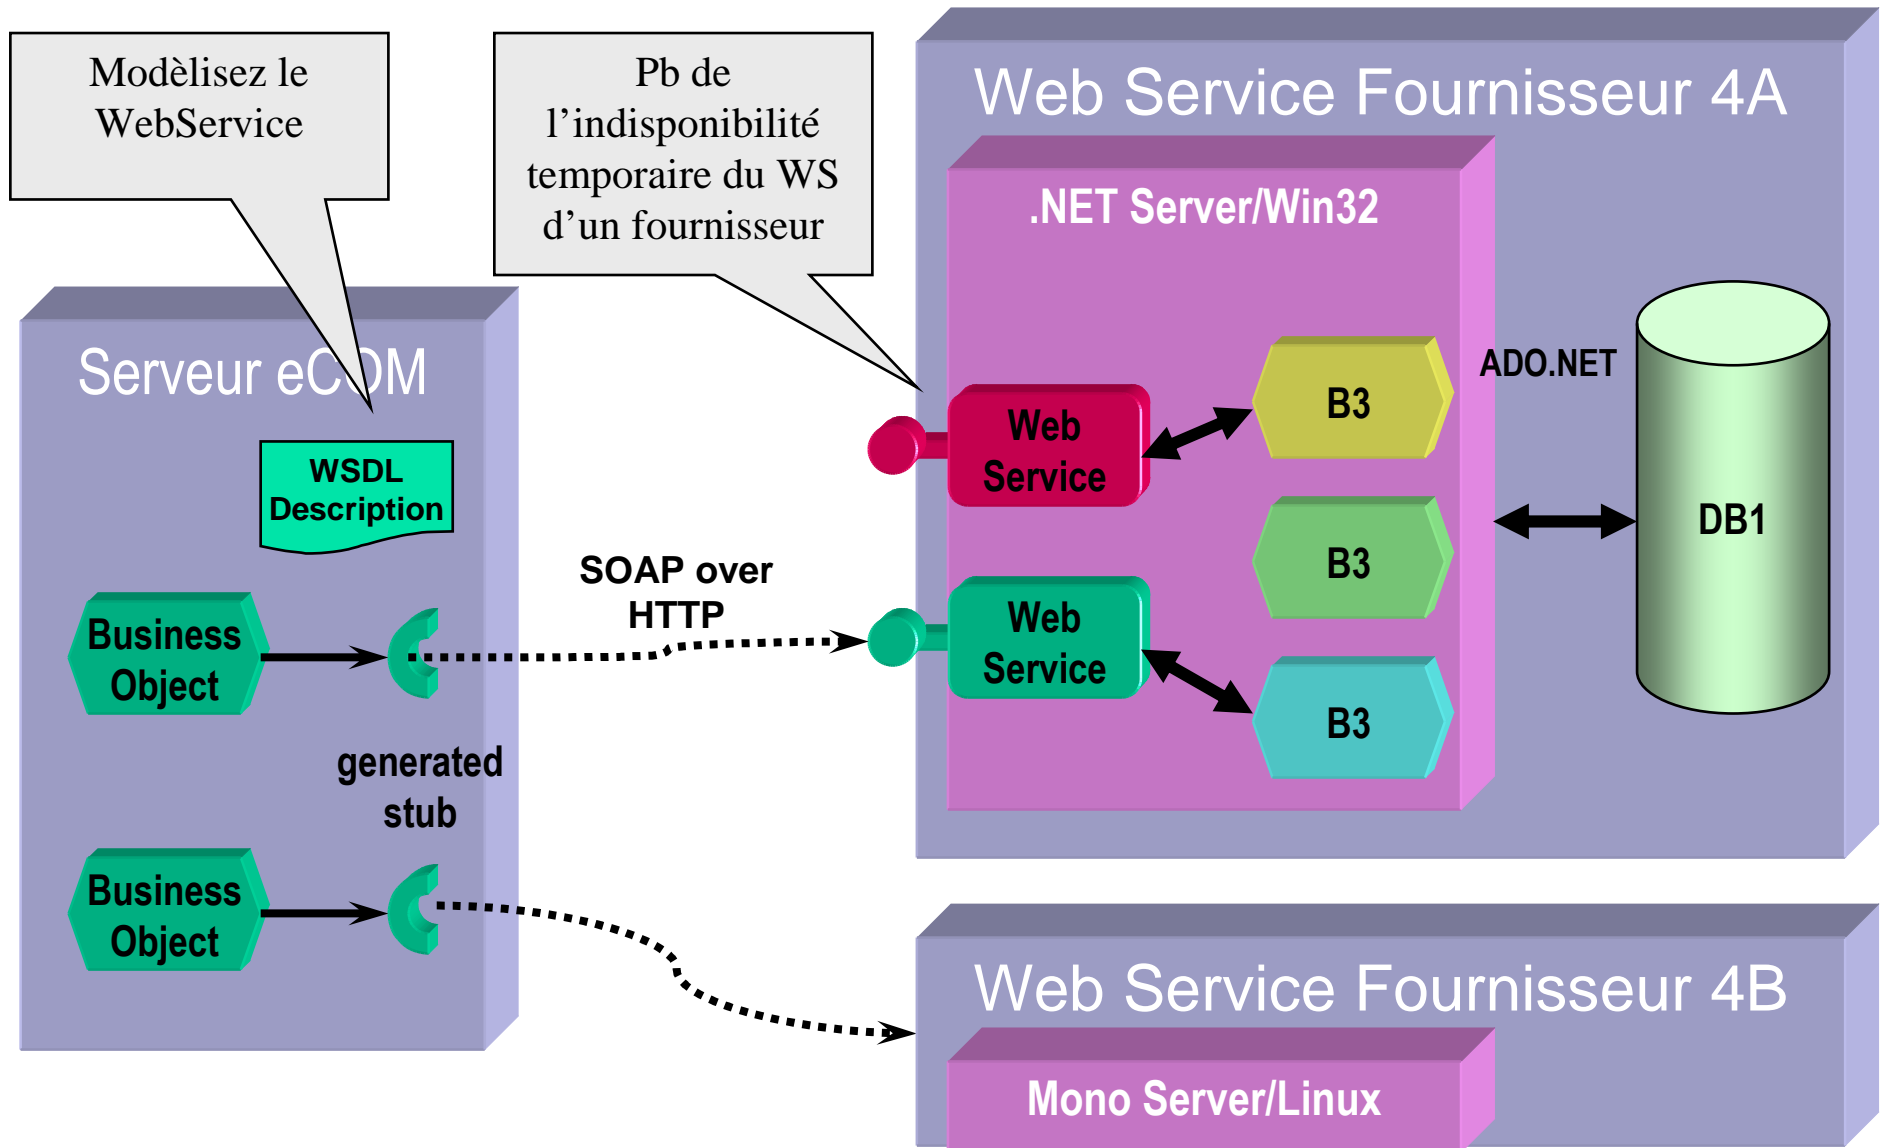 Modèlisez le
WebService
Pb de
l’indisponibilité
temporaire du WS
d’un fournisseur
Web Service Fournisseur 4A
.NET Server/Win32
Serveur eCOM
WSDL
Description
Web
Service
B3
ADO.NET
B3
DB1
SOAP over
HTTP
Business
Object
Web
Service
B3
generated
stub
Business
Object
Web Service Fournisseur 4B
Mono Server/Linux